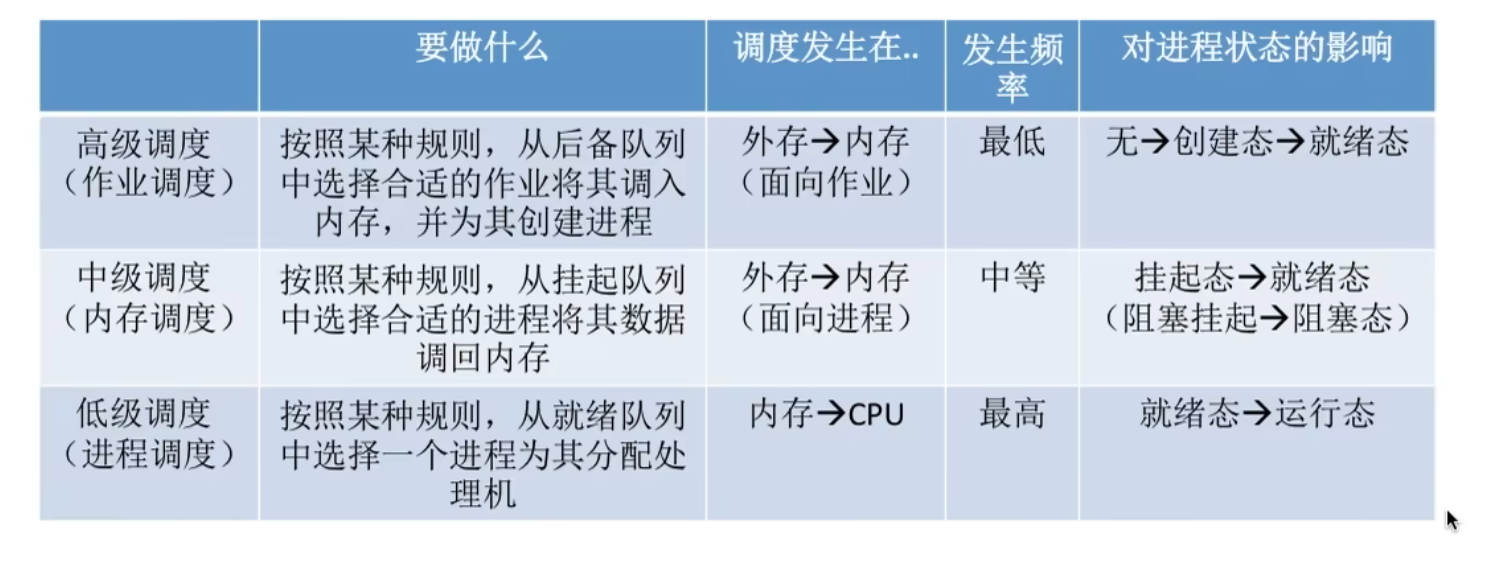 要做什么
调度发生在..
发生频
率
对进程状态的影响
高级调度
（作业调度）
按照某种规则，从后备队列
中选择合适的作业将其调入
内存，并为其创建进程
外存→内存
（面向作业）
最低
无→创建态→就绪态
中级调度
（内存调度）
按照某种规则，从挂起队列
中选择合适的进程将其数据
调回内存
外存→内存
（面向进程）
中等
挂起态→就绪态
（阻塞挂起→阻塞态）
低级调度
（进程调度）
按照某种规则，从就绪队列
中选择一个进程为其分配处
理机
内存→CPU
最高
就绪态→运行态